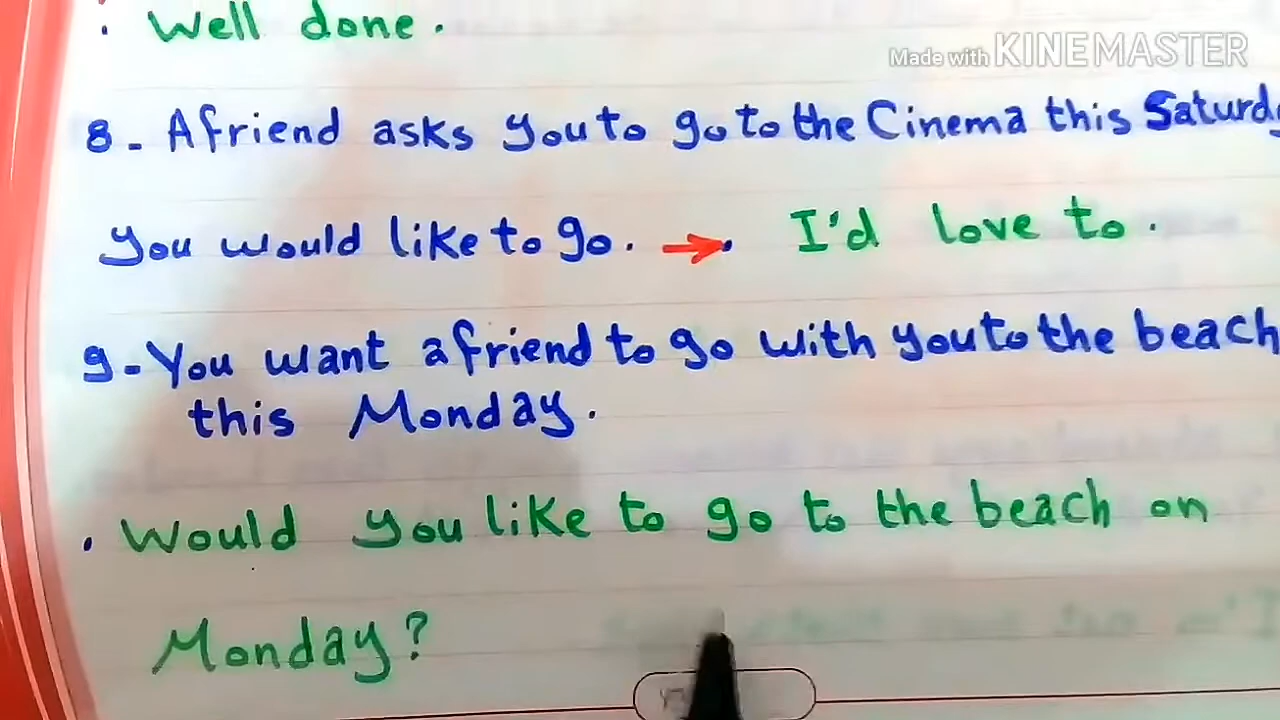 : Well done.
Made with KINEMASTER
8- A friend asks you to go to the Cinema this
You would like to go. → . I'd love to.
9- You want a friend to go with you to the beach
this Monday.
. Would you like to go to the beach on
Monday?